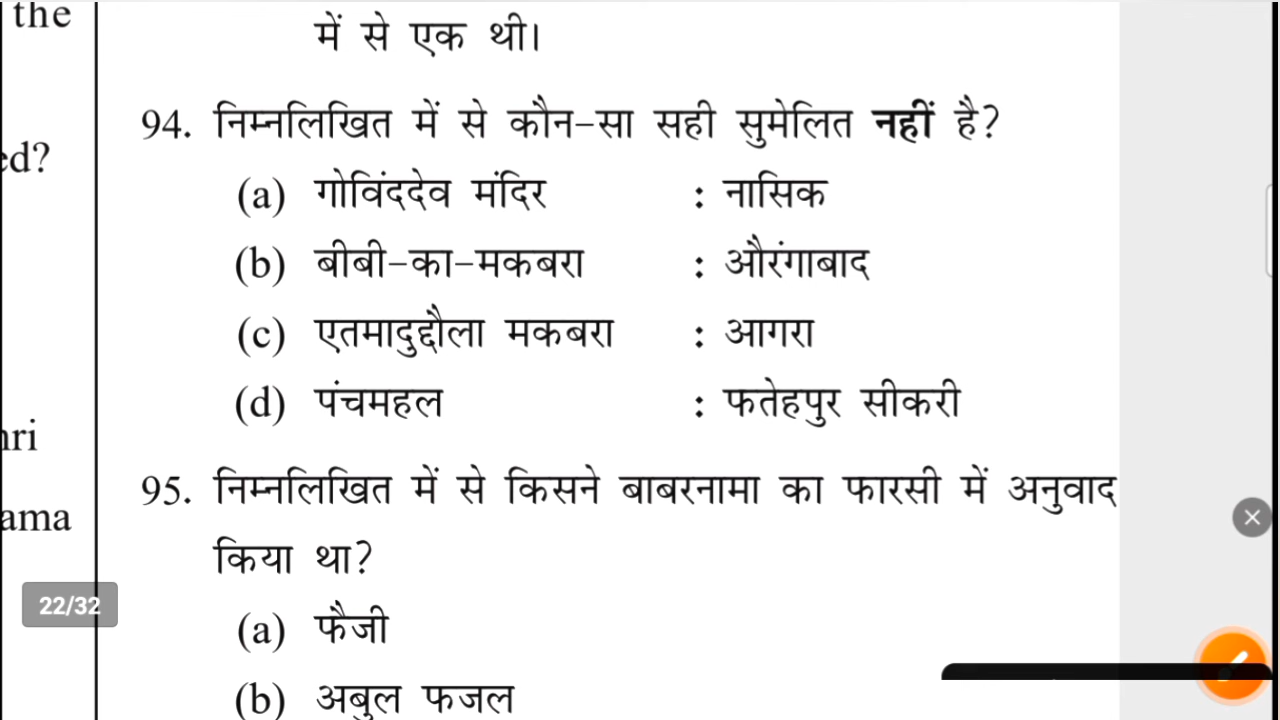 the
में से एक थी।
94. निम्नलिखित में से कौन-सा सही सुमेलित नहीं है?
ed?
(a) गोविंददेव मंदिर : नासिक
(b) बीबी-का-मकबरा : औरंगाबाद
(c) एतमादुद्दौला मकबरा : आगरा
(d) पंचमहल : फतेहपुर सीकरी
hri
95. निम्नलिखित में से किसने बाबरनामा का फारसी में अनुवाद
ama
किया था?
22/32
(a) फैजी
(b) अबुल फजल